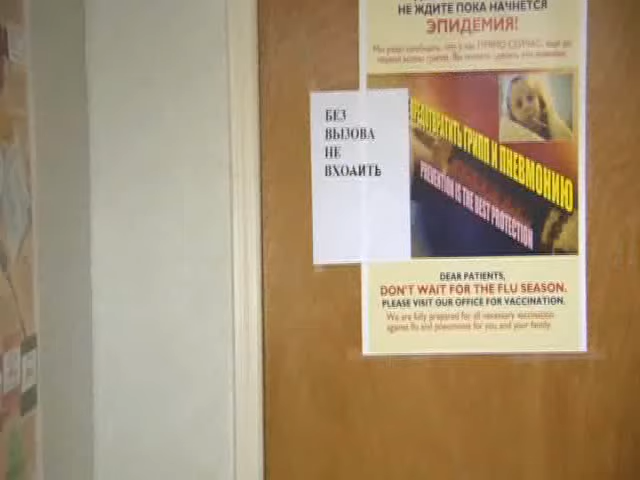 НЕ ЖДИТЕ ПОКА НАЧНЕТСЯ
ЭПИДЕМИЯ!
БЕЗ
ВЫЗОВА
НЕ
ВХОДИТЬ
ПРЕДОТВРАТИТЬ ГРИПП И ПНЕВМОНИЮ
PREVENTION IS THE BEST PROTECTION
DEAR PATIENTS,
DON'T WAIT FOR THE FLU SEASON.
PLEASE VISIT OUR OFFICE FOR VACCINATION.
We are fully prepared for all necessary vaccination
against flu and pneumonia for you and your family.